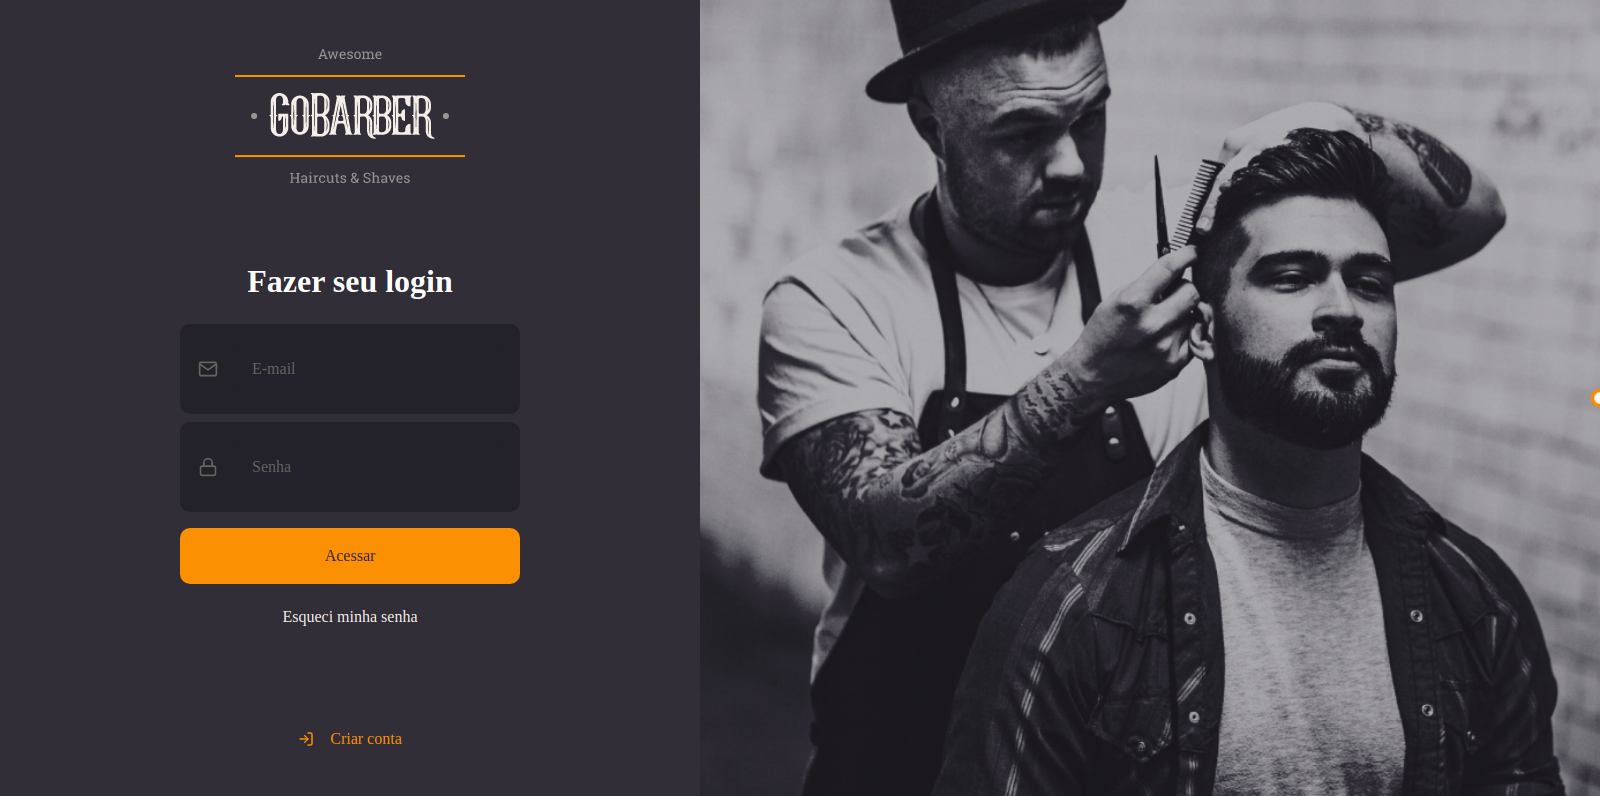 Awesome
GOBARBER
Haircuts & Shaves
Fazer seu login
E-mail
Senha
Acessar
Esqueci minha senha
Criar conta